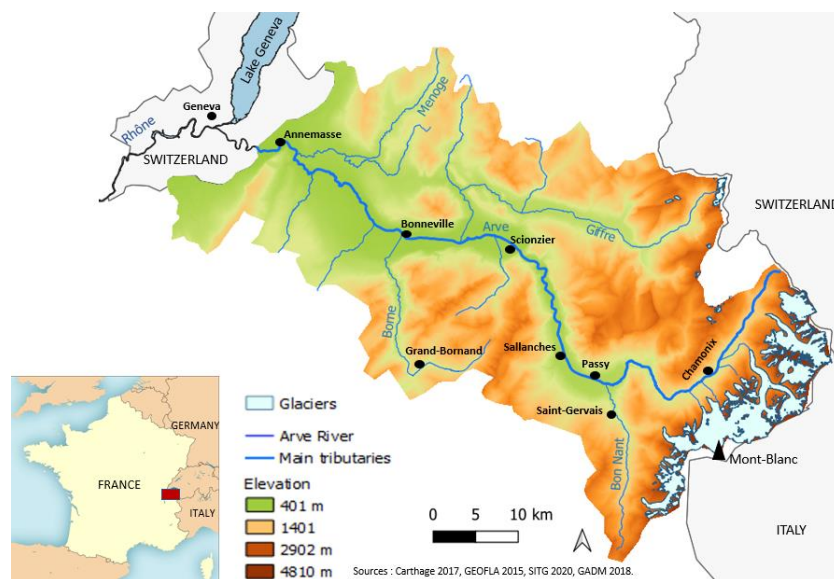 Lake Geneva
Geneva
Rhône
Menoge
Annemasse
SWITZERLAND
SWITZERLAND
Bonneville
Arve
Giffre
Scionzier
Borne
Grand-Bornand
Sallanches
Passy
Chamonix
Saint-Gervais
Bon Nant
Mont-Blanc
ITALY
GERMANY
FRANCE
ITALY
Glaciers
Arve River
Main tributaries
Elevation
401 m
1401
2902 m
4810 m
0 5 10 km
Sources : Carthage 2017, GEOFLA 2015, SITG 2020, GADM 2018.